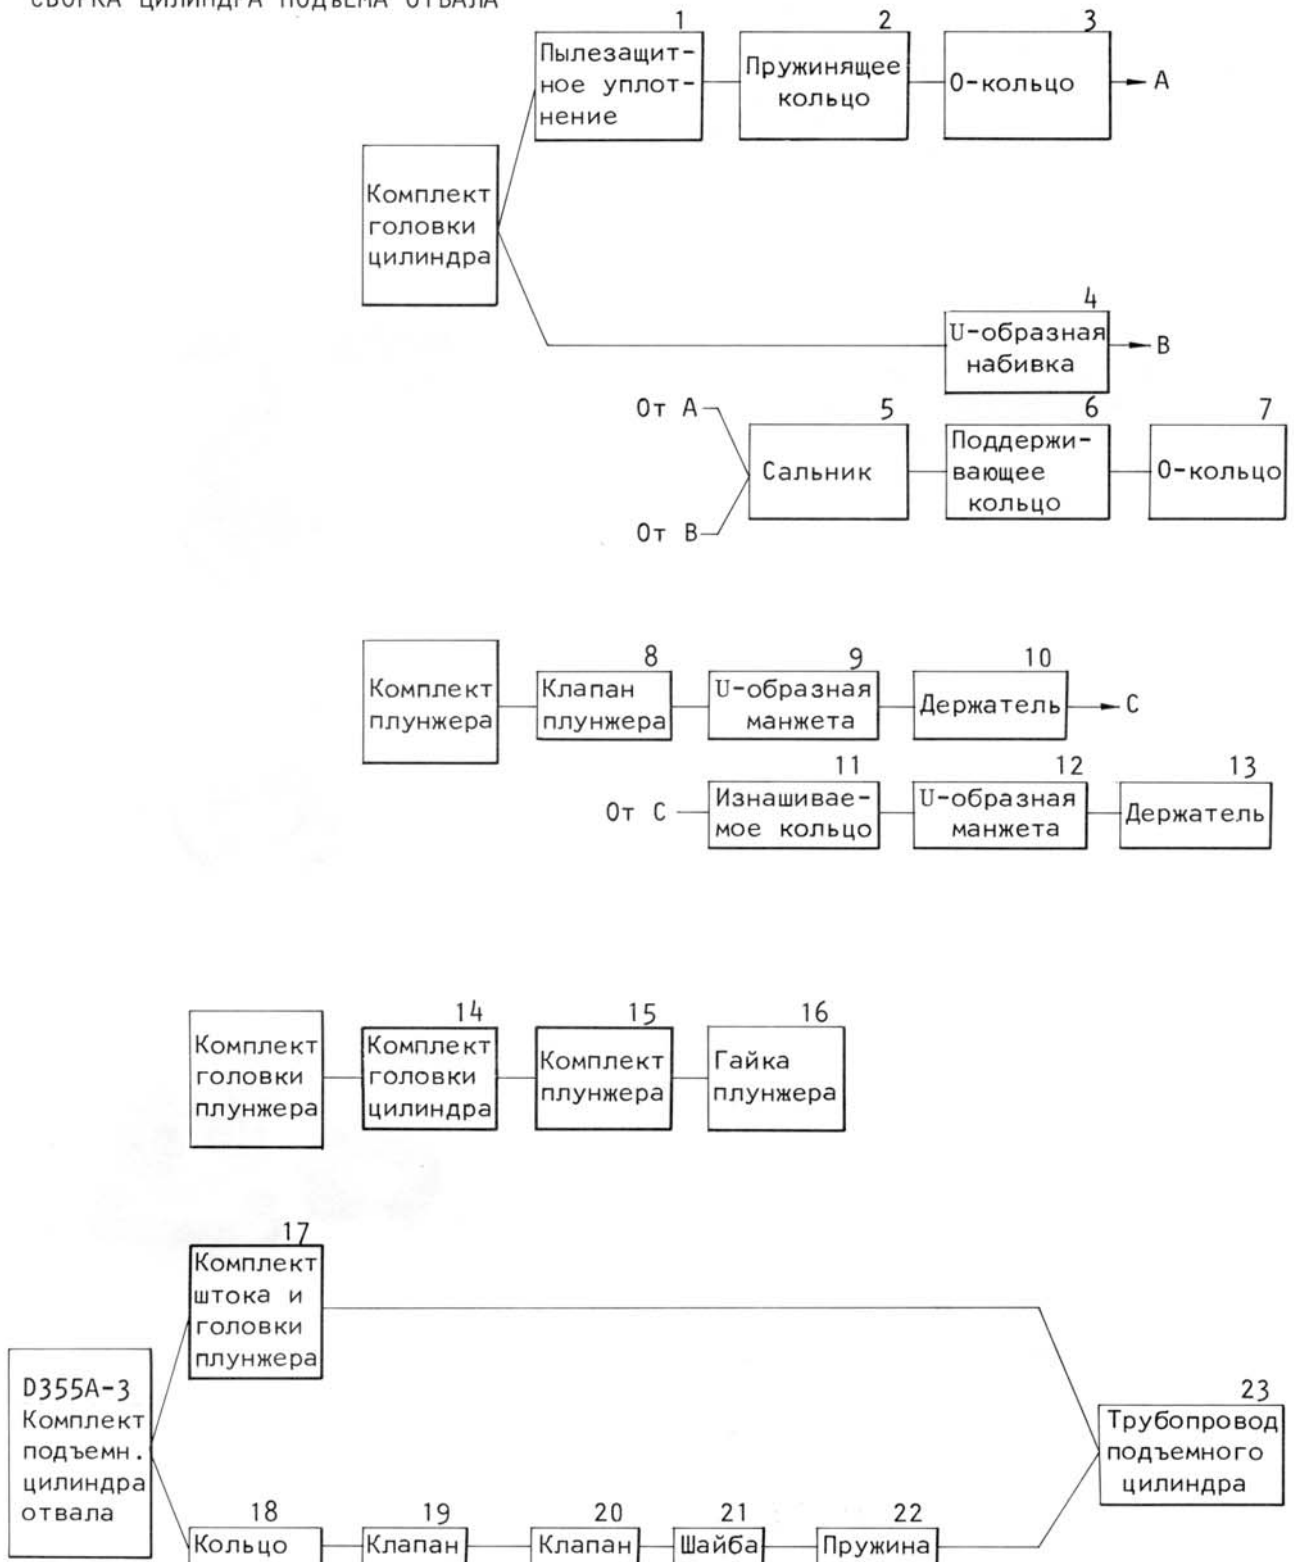 СБОРКА ЦИЛИНДРА ПОДЪЕМА ОТВАЛА
1
Пылезащит-
ное уплот-
нение
2
Пружинящее
кольцо
3
О-кольцо
А
Комплект
головки
цилиндра
4
U-образная
набивка
В
От А
От В
5
Сальник
6
Поддержи-
вающее
кольцо
7
О-кольцо
Комплект
плунжера
8
Клапан
плунжера
9
U-образная
манжета
10
Держатель
С
От С
11
Изнашивае-
мое кольцо
12
U-образная
манжета
13
Держатель
Комплект
головки
плунжера
14
Комплект
головки
цилиндра
15
Комплект
плунжера
16
Гайка
плунжера
17
Комплект
штока и
головки
плунжера
D355A-3
Комплект
подъемн.
цилиндра
отвала
18
Кольцо
19
Клапан
20
Клапан
21
Шайба
22
Пружина
23
Трубопровод
подъемного
цилиндра